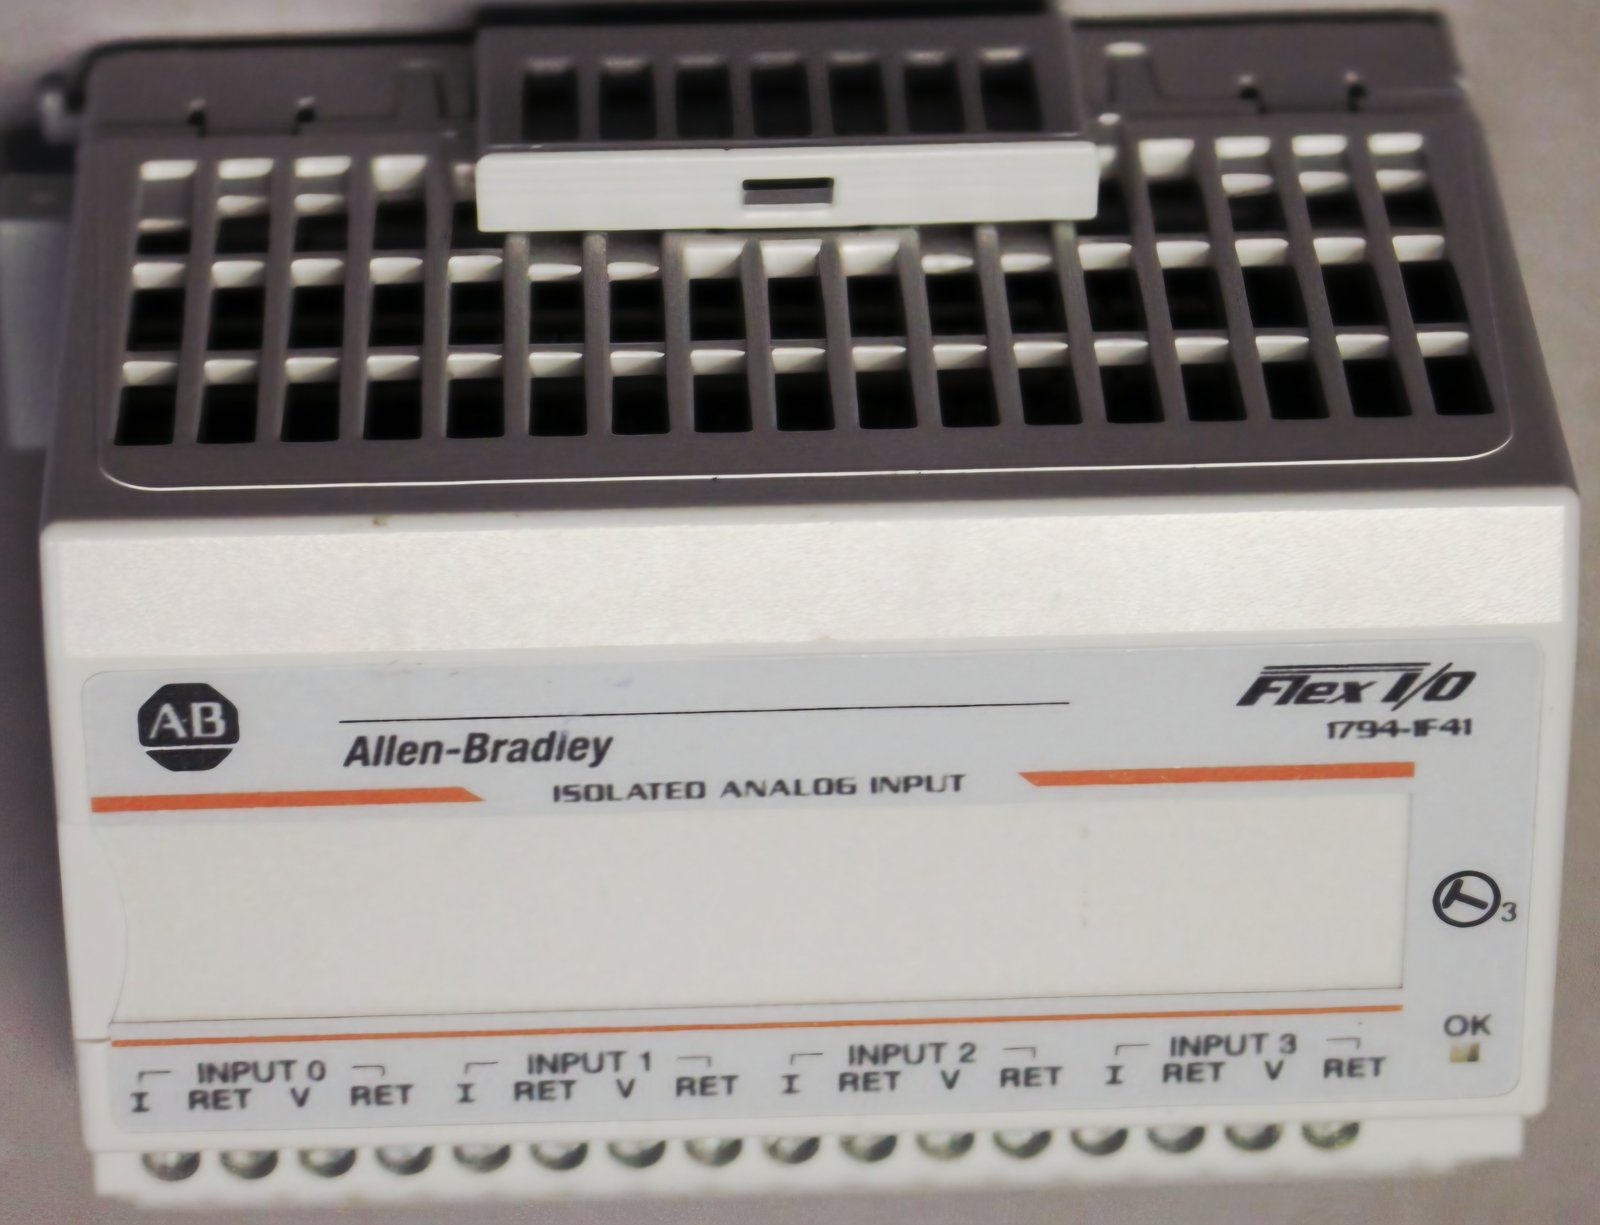 AB
Allen-Bradley
Flex I/O
1794-IF41
ISOLATED ANALOG INPUT
3
OK
INPUT 0 INPUT 1 INPUT 2 INPUT 3
I RET V RET I RET V RET I RET V RET I RET V RET